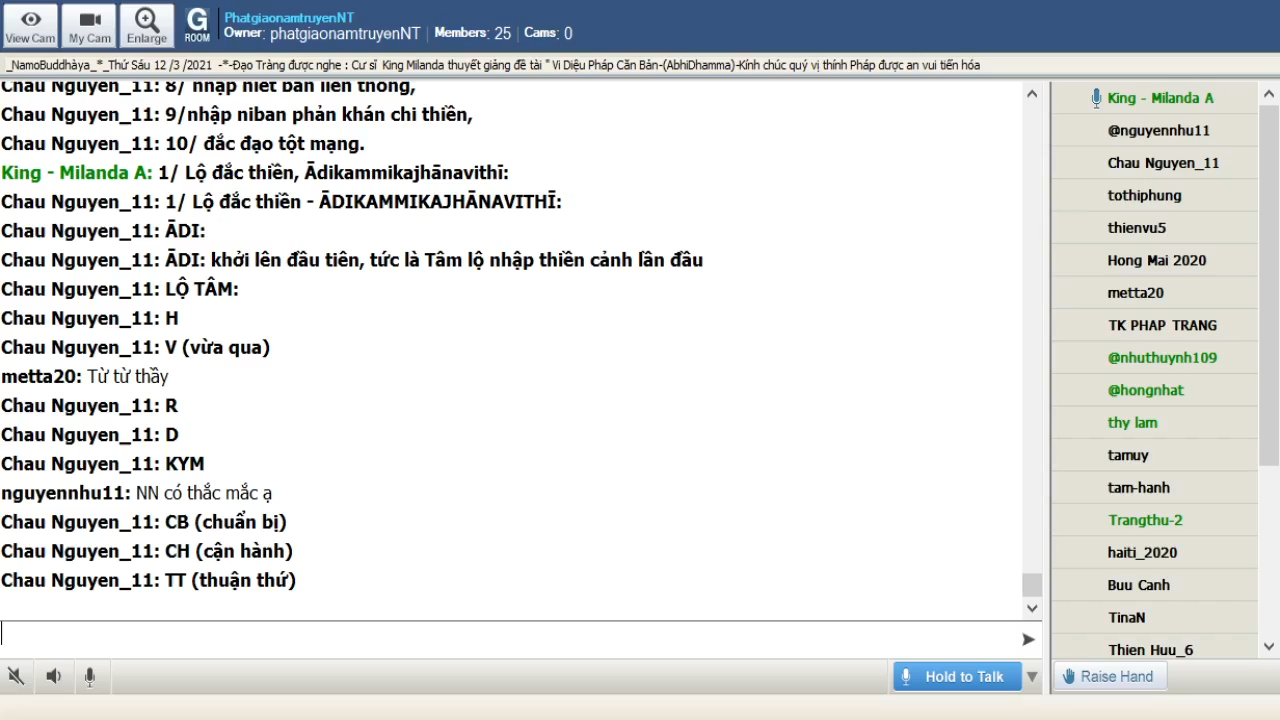 View Cam
My Cam
Enlarge
G
ROOM
PhatgiaonamtruyenNT
Owner: phatgiaonamtruyenNT | Members: 25 | Cams: 0
_NamoBuddhàya_*_Thứ Sáu 12 /3 /2021 -*-Đạo Tràng được nghe : Cư sĩ King Milanda thuyết giảng đề tài " Vi Diệu Pháp Căn Bản-(AbhiDhamma)-Kính chúc quý vị thính Pháp được an vui tiến hóa
Chau Nguyen_11: 8/ nhập niết bàn liên thông,
Chau Nguyen_11: 9/nhập niban phản khán chi thiền,
Chau Nguyen_11: 10/ đắc đạo tột mạng.
King - Milanda A: 1/ Lộ đắc thiền, Ādikammikajhānavithī:
Chau Nguyen_11: 1/ Lộ đắc thiền - ĀDIKAMMIKAJHĀNAVITHĪ:
Chau Nguyen_11: ĀDI:
Chau Nguyen_11: ĀDI: khởi lên đầu tiên, tức là Tâm lộ nhập thiền cảnh lần đầu
Chau Nguyen_11: LỘ TÂM:
Chau Nguyen_11: H
Chau Nguyen_11: V (vừa qua)
metta20: Từ từ thầy
Chau Nguyen_11: R
Chau Nguyen_11: D
Chau Nguyen_11: KYM
nguyennhu11: NN có thắc mắc ạ
Chau Nguyen_11: CB (chuẩn bị)
Chau Nguyen_11: CH (cận hành)
Chau Nguyen_11: TT (thuận thứ)
King - Milanda A
@nguyennhu11
Chau Nguyen_11
tothiphung
thienvu5
Hong Mai 2020
metta20
TK PHAP TRANG
@nhuthuynh109
@hongnhat
thy lam
tamuy
tam-hanh
Trangthu-2
haiti_2020
Buu Canh
TinaN
Thien Huu_6
Hold to Talk
Raise Hand